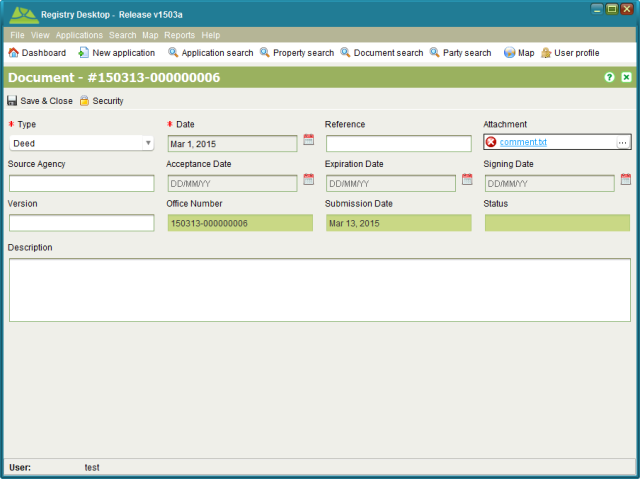 Registry Desktop - Release v1503a
File View Applications Search Map Reports Help
Dashboard New application Application search Property search Document search Party search Map User profile
Document - #150313-000000006 ?
Save & Close Security
* Type * Date Reference Attachment
Deed Mar 1, 2015 comment.txt ...
Source Agency Acceptance Date Expiration Date Signing Date
DD/MM/YY DD/MM/YY DD/MM/YY
Version Office Number Submission Date Status
150313-000000006 Mar 13, 2015
Description
User: test